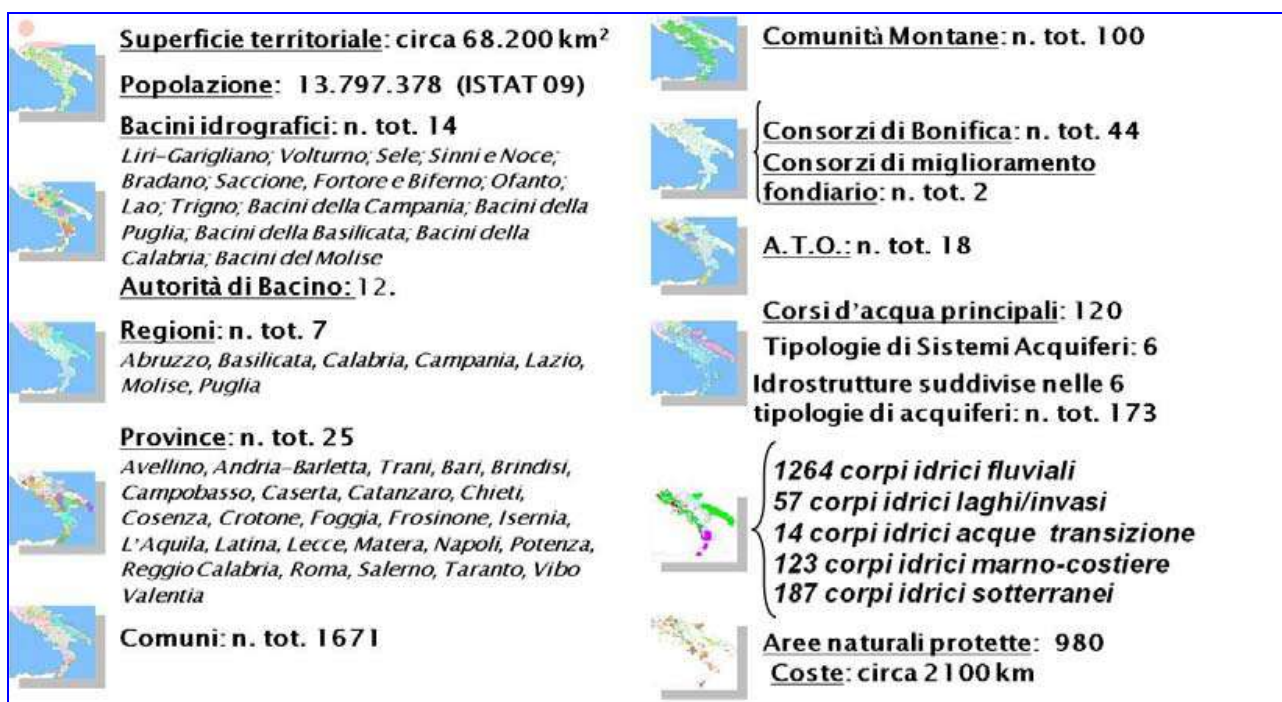 Superficie territoriale: circa 68.200 km²
Popolazione: 13.797.378 (ISTAT 09)
Bacini idrografici: n. tot. 14
Liri-Garigliano; Volturno; Sele; Sinni e Noce;
Bradano; Saccione, Fortore e Biferno; Ofanto;
Lao; Trigno; Bacini della Campania; Bacini della
Puglia; Bacini della Basilicata; Bacini della
Calabria; Bacini del Molise
Autorità di Bacino: 12.
Regioni: n. tot. 7
Abruzzo, Basilicata, Calabria, Campania, Lazio,
Molise, Puglia
Province: n. tot. 25
Avellino, Andria-Barletta, Trani, Bari, Brindisi,
Campobasso, Caserta, Catanzaro, Chieti,
Cosenza, Crotone, Foggia, Frosinone, Isernia,
L'Aquila, Latina, Lecce, Matera, Napoli, Potenza,
Reggio Calabria, Roma, Salerno, Taranto, Vibo
Valentia
Comuni: n. tot. 1671
Comunità Montane: n. tot. 100
Consorzi di Bonifica: n. tot. 44
Consorzi di miglioramento
fondiario: n. tot. 2
A.T.O.: n. tot. 18
Corsi d'acqua principali: 120
Tipologie di Sistemi Acquiferi: 6
Idrostrutture suddivise nelle 6
tipologie di acquiferi: n. tot. 173
1264 corpi idrici fluviali
57 corpi idrici laghi/invasi
14 corpi idrici acque transizione
123 corpi idrici marno-costiere
187 corpi idrici sotterranei
Aree naturali protette: 980
Coste: circa 2100 km